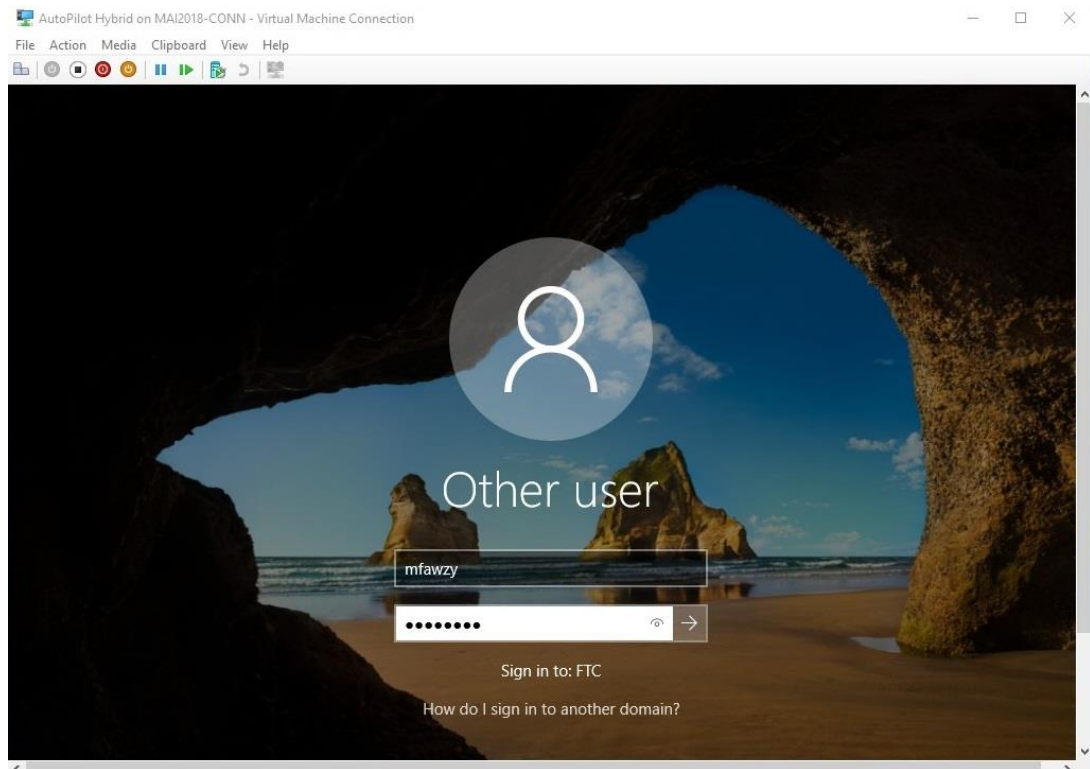 AutoPilot Hybrid on MAI2018-CONN - Virtual Machine Connection
File Action Media Clipboard View Help
Other user
mfawzy
••••••••
Sign in to: FTC
How do I sign in to another domain?